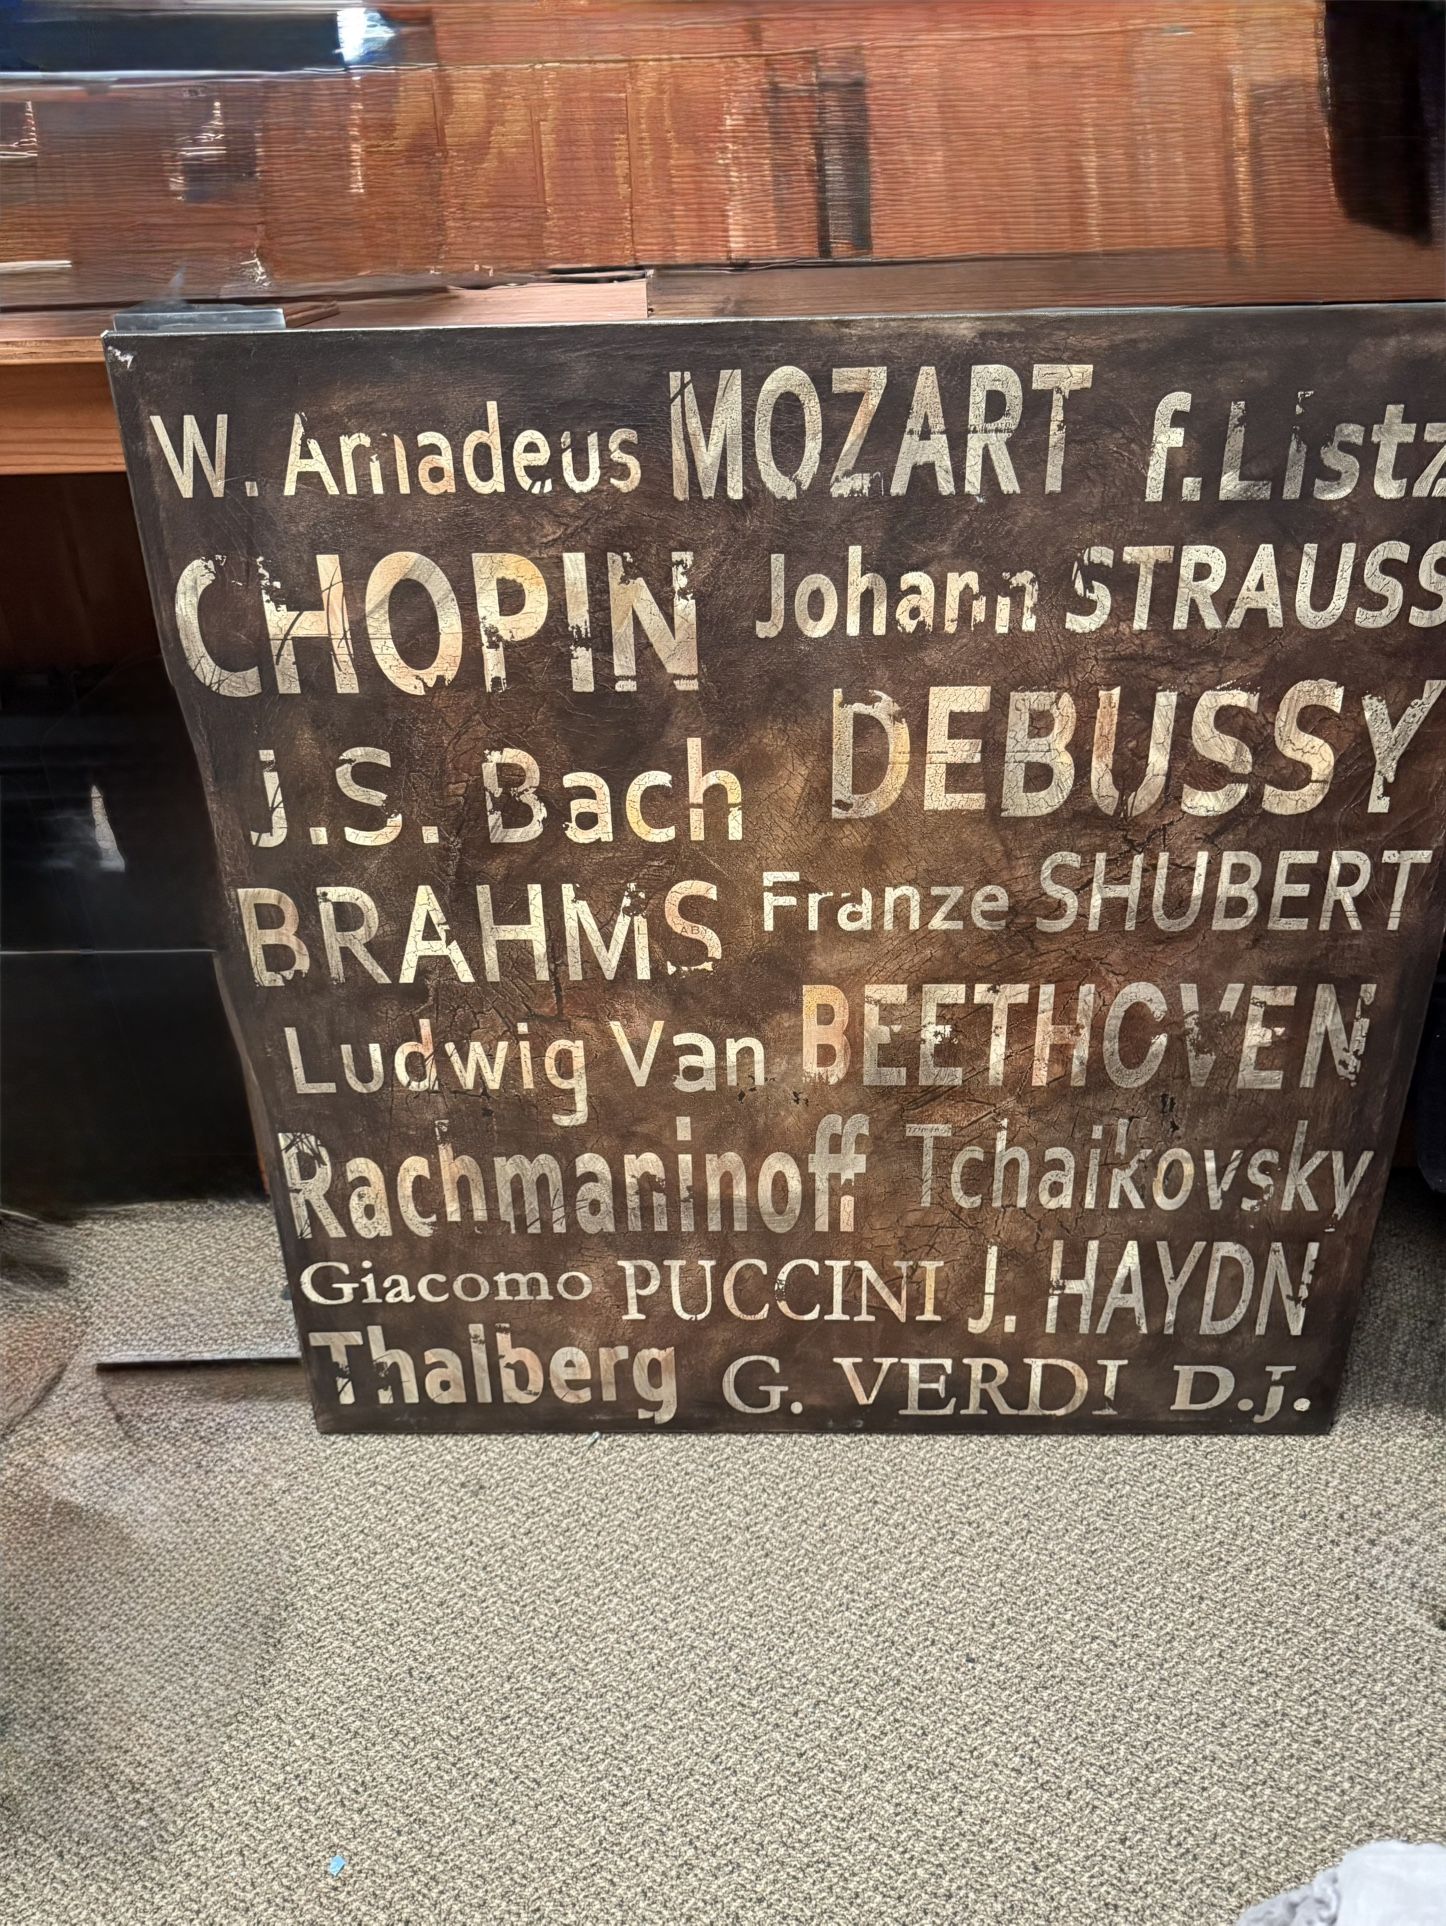 W. Amadeus MOZART f.Listz
CHOPIN Johann STRAUSS
J.S. Bach DEBUSSY
BRAHMS Franze SHUBERT
Ludwig Van BEETHOVEN
Rachmaninoff Tchaikovsky
Giacomo PUCCINI J. HAYDN
Thalberg G. VERDI D.J.